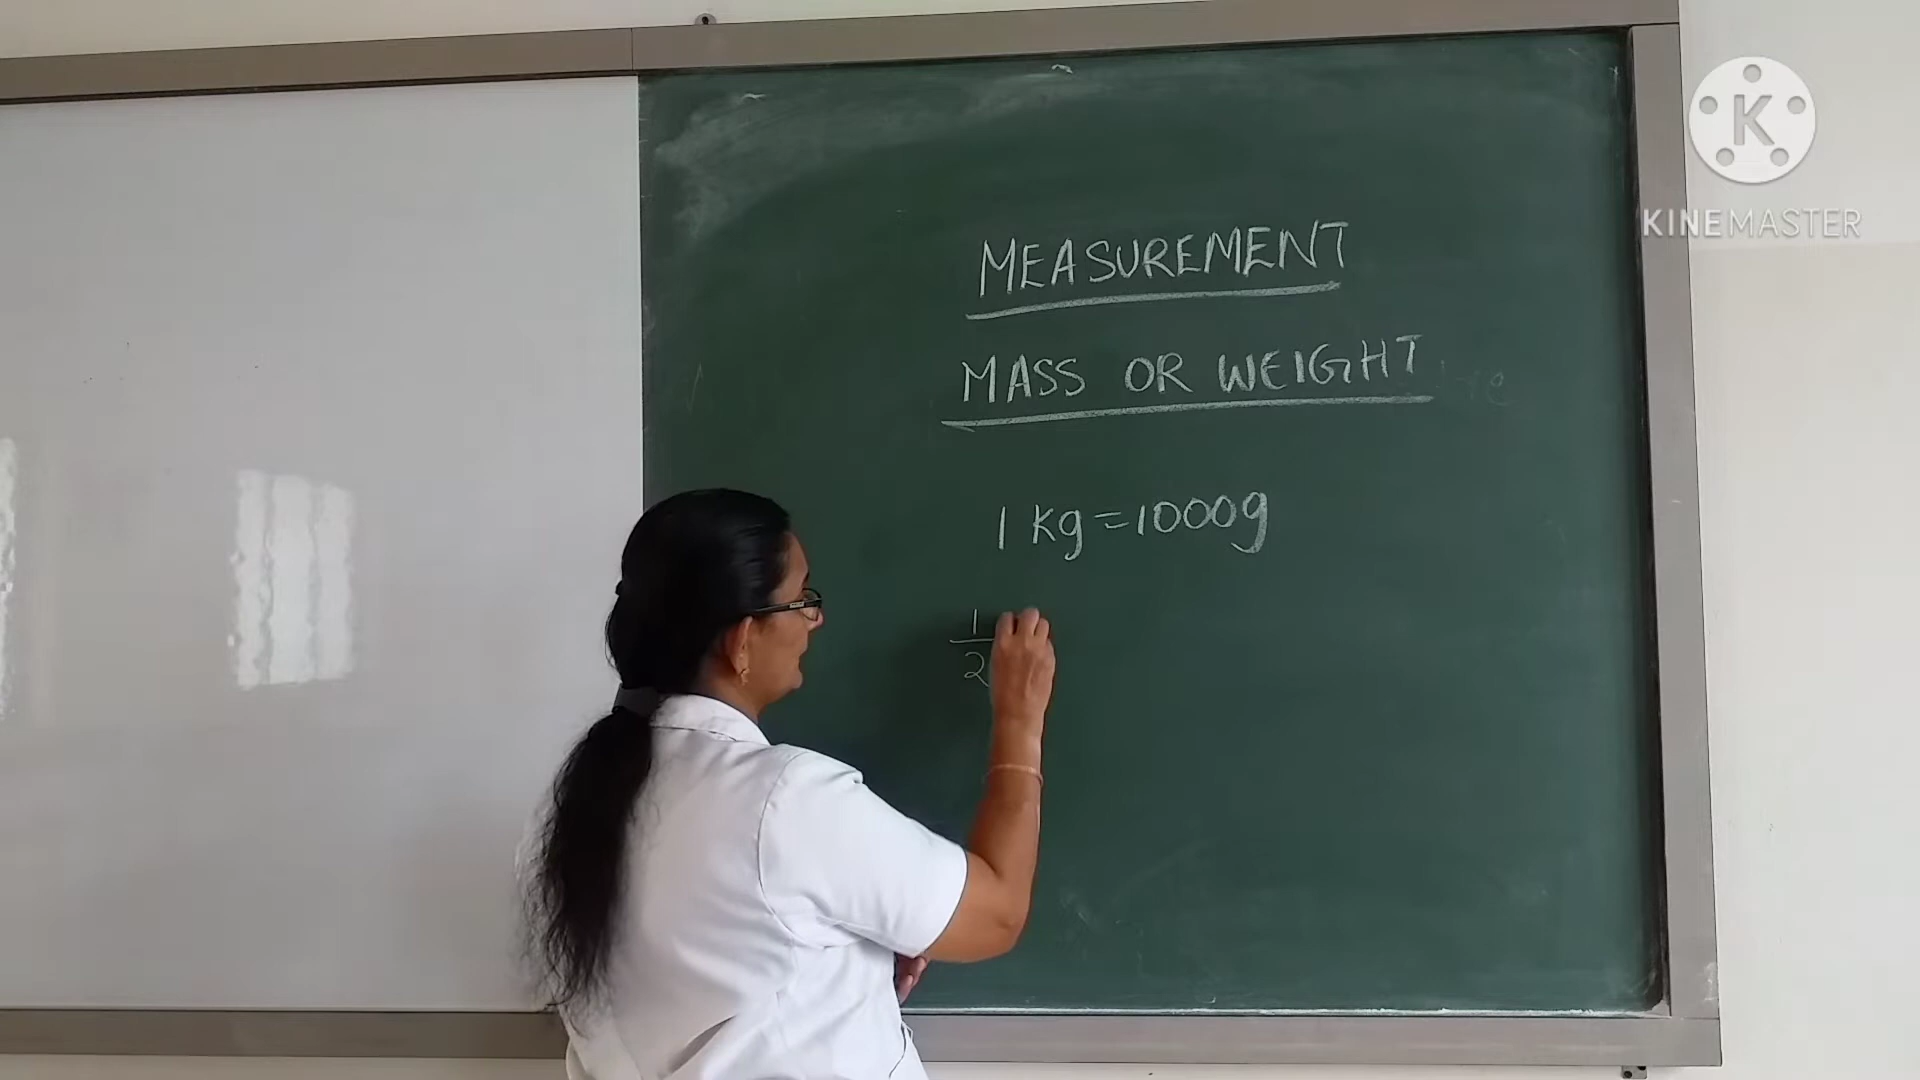 MEASUREMENT
MASS OR WEIGHT
1 kg = 1000g
1/2
K
KINEMASTER